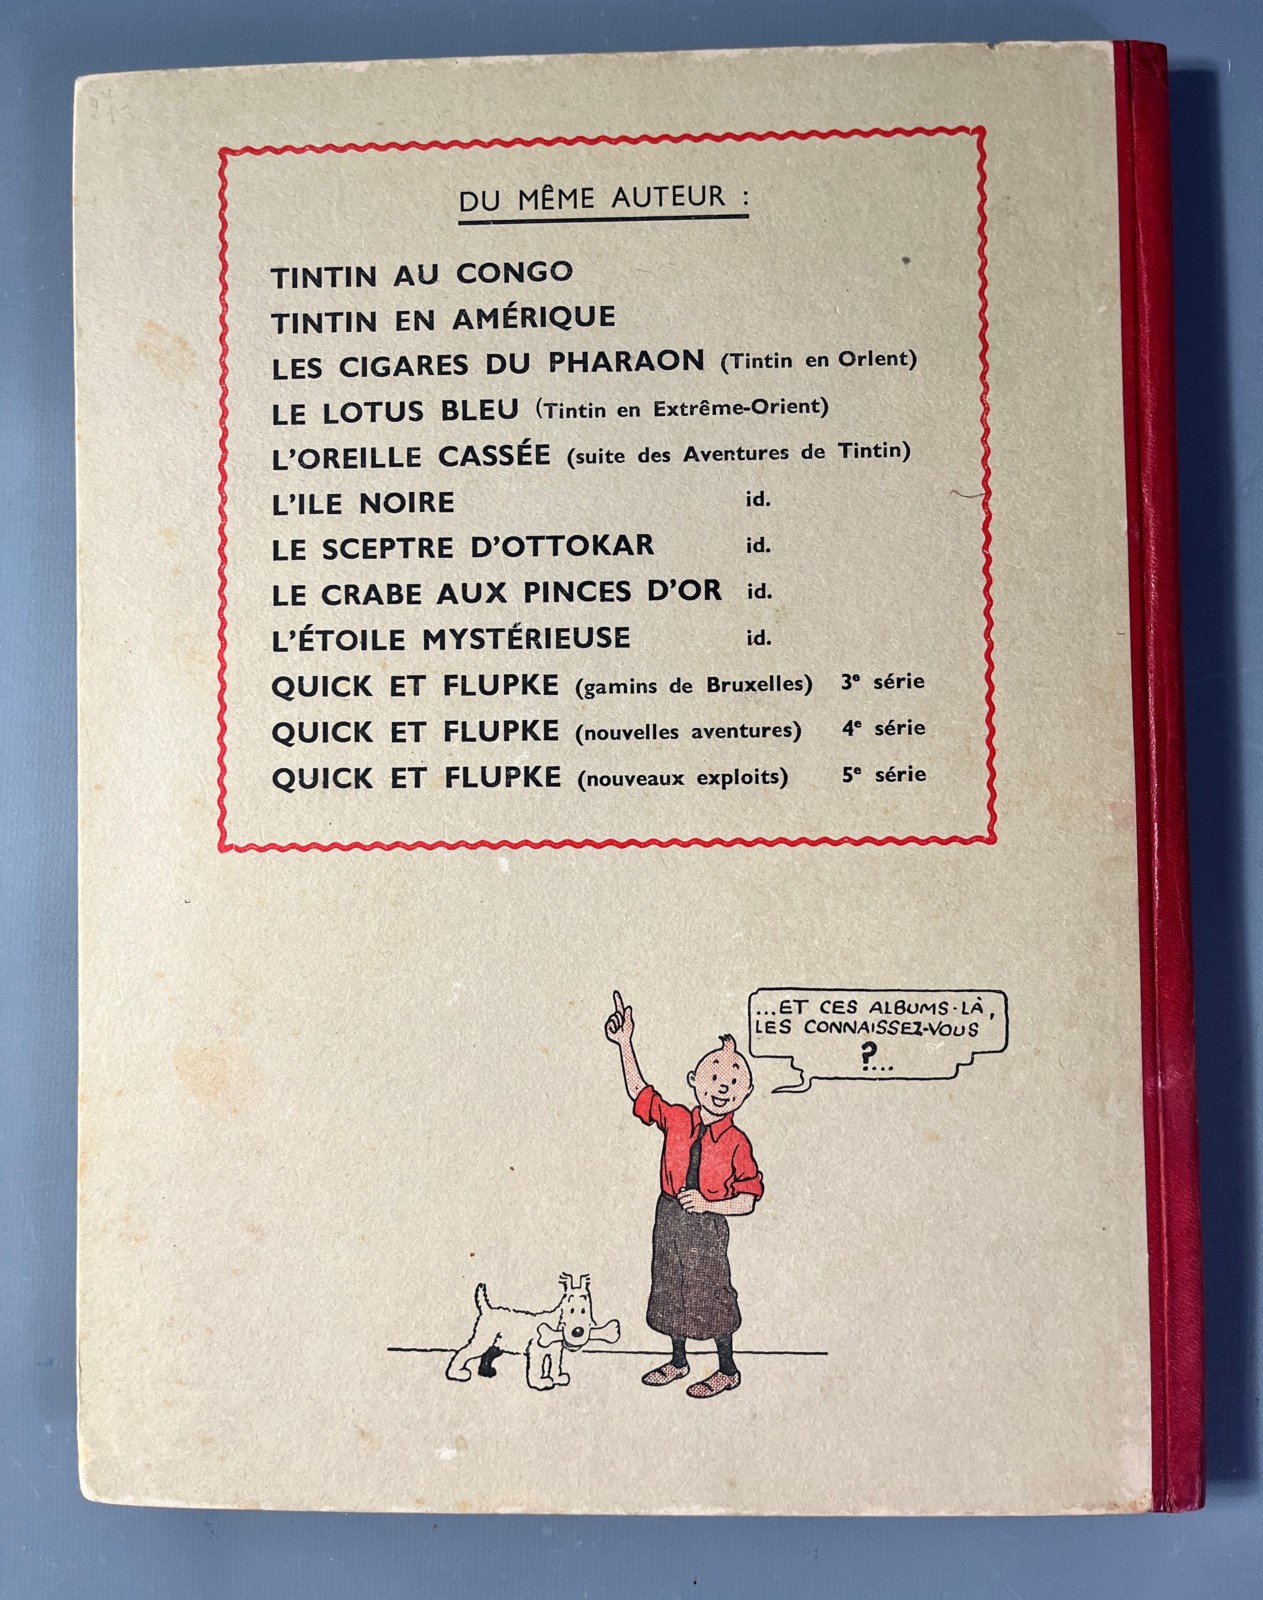 DU MÊME AUTEUR :
TINTIN AU CONGO
TINTIN EN AMÉRIQUE
LES CIGARES DU PHARAON (Tintin en Orient)
LE LOTUS BLEU (Tintin en Extrême-Orient)
L'OREILLE CASSÉE (suite des Aventures de Tintin)
L'ILE NOIRE id.
LE SCEPTRE D'OTTOKAR id.
LE CRABE AUX PINCES D'OR id.
L'ÉTOILE MYSTÉRIEUSE id.
QUICK ET FLUPKE (gamins de Bruxelles) 3e série
QUICK ET FLUPKE (nouvelles aventures) 4e série
QUICK ET FLUPKE (nouveaux exploits) 5e série
...ET CES ALBUMS-LÀ,
LES CONNAISSEZ-VOUS
?...